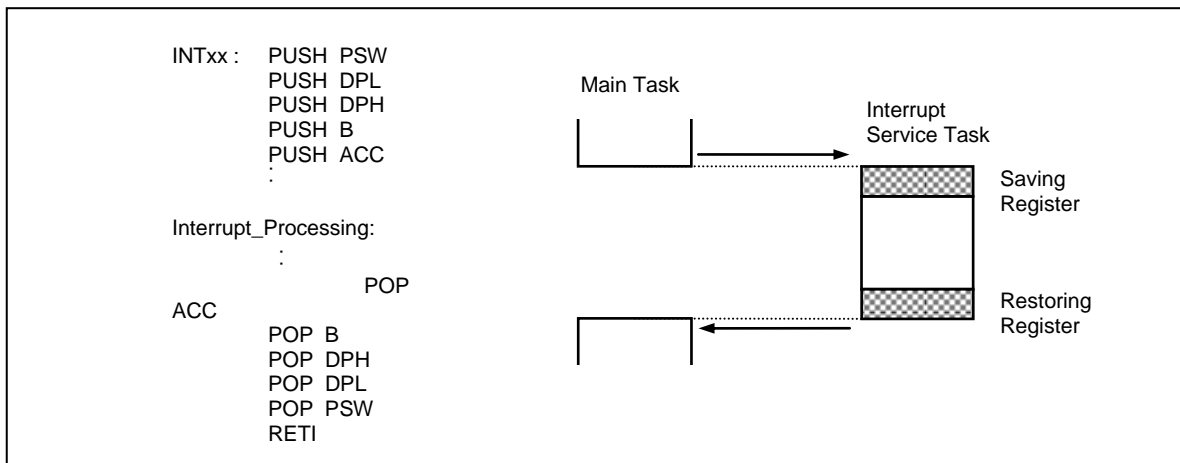 INTxx : PUSH PSW
PUSH DPL
PUSH DPH
PUSH B
PUSH ACC
:
Interrupt_Processing:
:
POP
ACC
POP B
POP DPH
POP DPL
POP PSW
RETI
Main Task
Interrupt
Service Task
Saving
Register
Restoring
Register